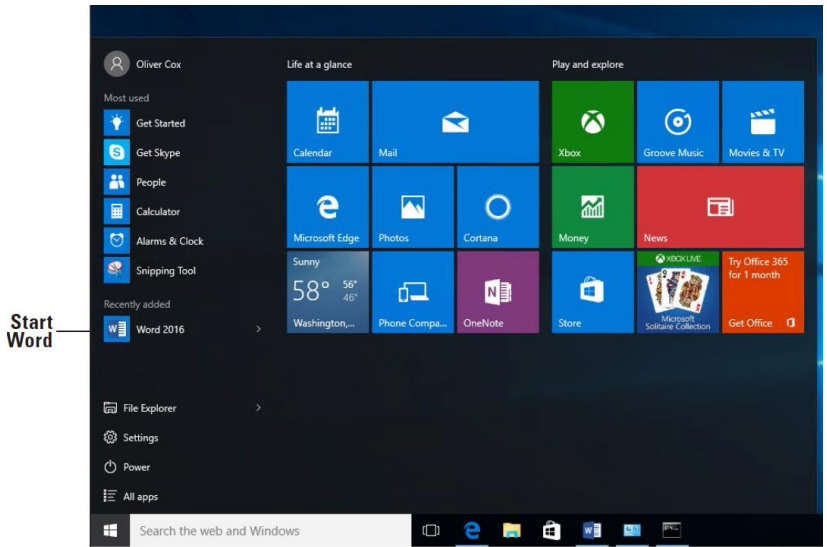 Oliver Cox
Most used
Get Started
Get Skype
People
Calculator
Alarms & Clock
Snipping Tool
Recently added
Start
Word
Word 2016
File Explorer
Settings
Power
All apps
Search the web and Windows
Life at a glance
Calendar
Mail
Microsoft Edge
Photos
Cortana
Sunny
58° 56°
46°
Washington,...
Phone Compa...
OneNote
Play and explore
Xbox
Groove Music
Movies & TV
Money
News
Store
XBOX LIVE
Microsoft
Solitaire Collection
Try Office 365
for 1 month
Get Office